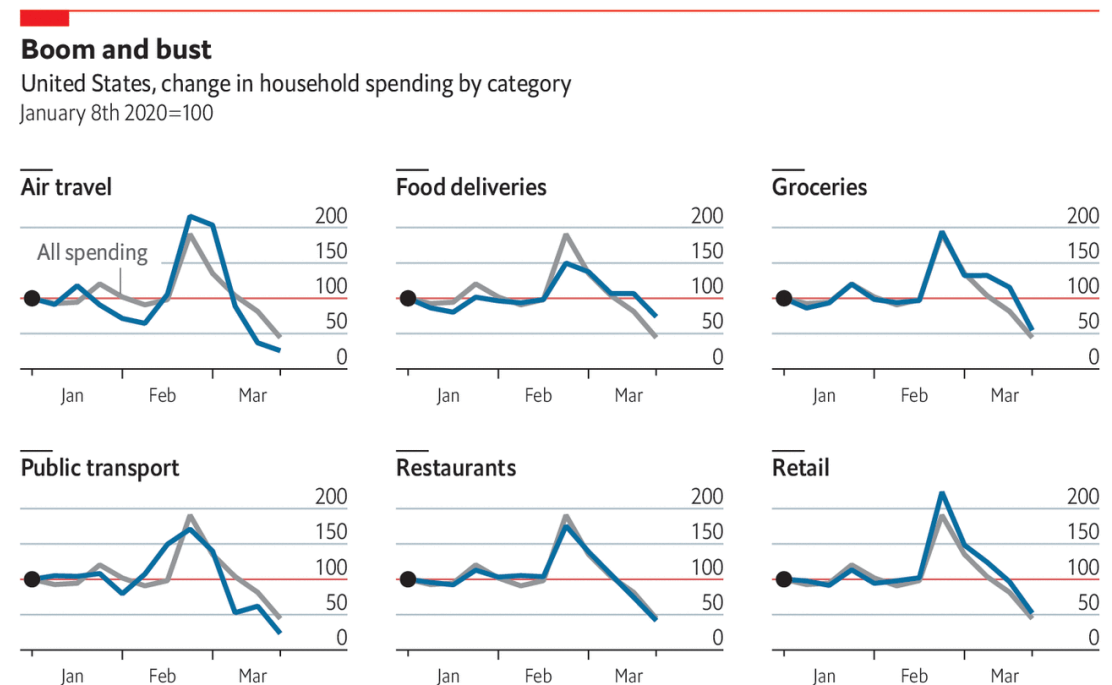 Boom and bust
United States, change in household spending by category
January 8th 2020=100
Air travel
200
All spending
150
100
50
0
Jan Feb Mar
Food deliveries
200
150
100
50
0
Jan Feb Mar
Groceries
200
150
100
50
0
Jan Feb Mar
Public transport
200
150
100
50
0
Jan Feb Mar
Restaurants
200
150
100
50
0
Jan Feb Mar
Retail
200
150
100
50
0
Jan Feb Mar